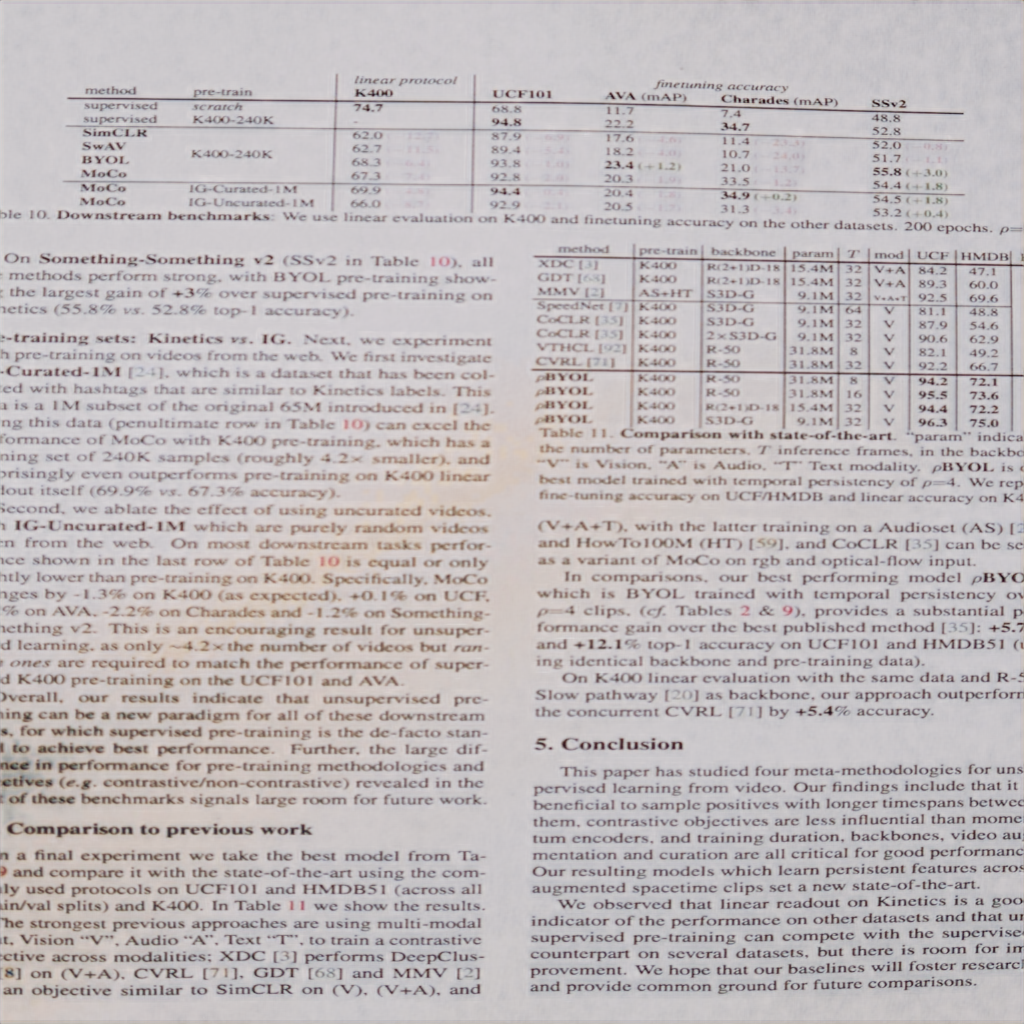 linear protocol finetuning accuracy
method pre-train K400 UCF101 AVA (mAP) Charades (mAP) SSv2
supervised scratch 74.7 68.8 11.7 7.4 48.8
supervised K400-240K - 94.8 22.2 34.7 52.8
SimCLR 62.0 87.9 17.6 11.4 52.0
SwAV 62.7 89.4 18.2 10.7 51.7
BYOL K400-240K 68.3 93.8 23.4 (+1.2) 21.0 55.8 (+3.0)
MoCo 67.3 92.8 20.3 33.5 54.4 (+1.8)
MoCo IG-Curated-1M 69.9 94.4 20.4 34.9 (+0.2) 54.5 (+1.8)
MoCo IG-Uncurated-1M 66.0 92.9 20.5 31.3 53.2 (+0.4)
ble 10. Downstream benchmarks: We use linear evaluation on K400 and finetuning accuracy on the other datasets. 200 epochs. ρ=
On Something-Something v2 (SSv2 in Table 10), all
methods perform strong, with BYOL pre-training show-
the largest gain of +3% over supervised pre-training on
netics (55.8% vs. 52.8% top-1 accuracy).
e-training sets: Kinetics vs. IG. Next, we experiment
h pre-training on videos from the web. We first investigate
-Curated-1M [24], which is a dataset that has been col-
ted with hashtags that are similar to Kinetics labels. This
a is a 1M subset of the original 65M introduced in [24].
ng this data (penultimate row in Table 10) can excel the
formance of MoCo with K400 pre-training, which has a
ning set of 240K samples (roughly 4.2× smaller), and
prisingly even outperforms pre-training on K400 linear
dout itself (69.9% vs. 67.3% accuracy).
Second, we ablate the effect of using uncurated videos,
h IG-Uncurated-1M which are purely random videos
en from the web. On most downstream tasks perfor-
nce shown in the last row of Table 10 is equal or only
htly lower than pre-training on K400. Specifically, MoCo
nges by -1.3% on K400 (as expected), +0.1% on UCF,
% on AVA, -2.2% on Charades and -1.2% on Something-
nething v2. This is an encouraging result for unsuper-
d learning, as only ~4.2× the number of videos but ran-
ones are required to match the performance of super-
d K400 pre-training on the UCF101 and AVA.
Overall, our results indicate that unsupervised pre-
ning can be a new paradigm for all of these downstream
s, for which supervised pre-training is the de-facto stan-
l to achieve best performance. Further, the large dif-
nce in performance for pre-training methodologies and
ectives (e.g. contrastive/non-contrastive) revealed in the
t of these benchmarks signals large room for future work.
Comparison to previous work
n a final experiment we take the best model from Ta-
9 and compare it with the state-of-the-art using the com-
ly used protocols on UCF101 and HMDB51 (across all
in/val splits) and K400. In Table 11 we show the results.
The strongest previous approaches are using multi-modal
ut, Vision "V", Audio "A", Text "T", to train a contrastive
ective across modalities: XDC [3] performs DeepClus-
[8] on (V+A), CVRL [71], GDT [68] and MMV [2]
an objective similar to SimCLR on (V), (V+A), and
method pre-train backbone param T mod UCF HMDB
XDC [3] K400 R(2+1)D-18 15.4M 32 V+A 84.2 47.1
GDT [68] K400 R(2+1)D-18 15.4M 32 V+A 89.3 60.0
MMV [2] AS+HT S3D-G 9.1M 32 V+A+T 92.5 69.6
SpeedNet [7] K400 S3D-G 9.1M 64 V 81.1 48.8
CoCLR [35] K400 S3D-G 9.1M 32 V 87.9 54.6
CoCLR [35] K400 2×S3D-G 9.1M 32 V 90.6 62.9
VTHCL [92] K400 R-50 31.8M 8 V 82.1 49.2
CVRL [71] K400 R-50 31.8M 32 V 92.2 66.7
ρBYOL K400 R-50 31.8M 8 V 94.2 72.1
ρBYOL K400 R-50 31.8M 16 V 95.5 73.6
ρBYOL K400 R(2+1)D-18 15.4M 32 V 94.4 72.2
ρBYOL K400 S3D-G 9.1M 32 V 96.3 75.0
Table 11. Comparison with state-of-the-art. "param" indica
the number of parameters, T inference frames, in the backbo
"V" is Vision, "A" is Audio, "T" Text modality. ρBYOL is
best model trained with temporal persistency of ρ=4. We rep
fine-tuning accuracy on UCF/HMDB and linear accuracy on K4
(V+A+T), with the latter training on a Audioset (AS)
and HowTo100M (HT) [59], and CoCLR [35] can be se
as a variant of MoCo on rgb and optical-flow input.
In comparisons, our best performing model ρBYO
which is BYOL trained with temporal persistency ov
ρ=4 clips, (cf. Tables 2 & 9), provides a substantial p
formance gain over the best published method [35]: +5.7
and +12.1% top-1 accuracy on UCF101 and HMDB51 (u
ing identical backbone and pre-training data).
On K400 linear evaluation with the same data and R-5
Slow pathway [20] as backbone, our approach outperforn
the concurrent CVRL [71] by +5.4% accuracy.
5. Conclusion
This paper has studied four meta-methodologies for uns
pervised learning from video. Our findings include that it
beneficial to sample positives with longer timespans betwee
them, contrastive objectives are less influential than mome
tum encoders, and training duration, backbones, video au
mentation and curation are all critical for good performanc
Our resulting models which learn persistent features acros
augmented spacetime clips set a new state-of-the-art.
We observed that linear readout on Kinetics is a goo
indicator of the performance on other datasets and that un
supervised pre-training can compete with the supervise
counterpart on several datasets, but there is room for im
provement. We hope that our baselines will foster researc
and provide common ground for future comparisons.